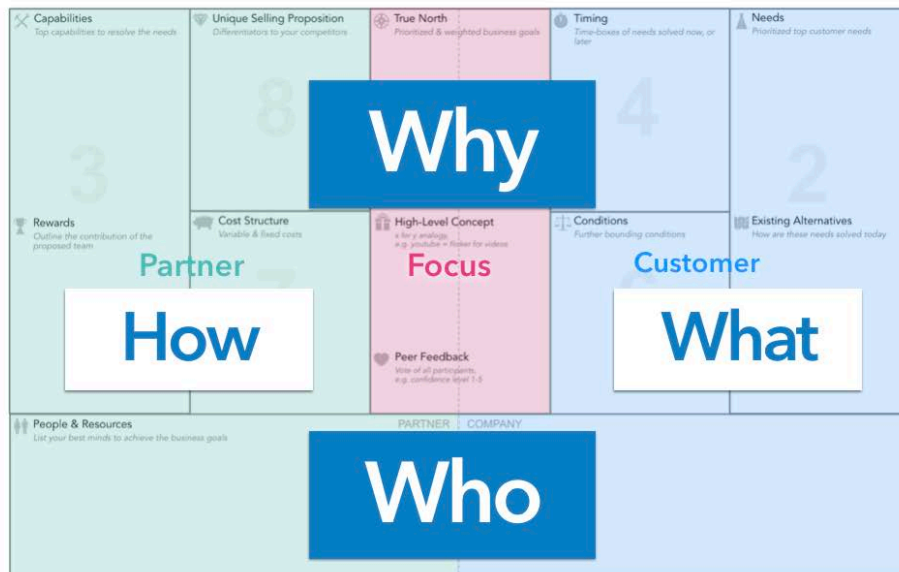 Capabilities
Top capabilities to resolve the needs
3
Rewards
Outline the contribution of the
proposed team
Unique Selling Proposition
Differentiators to your competitors
8
Cost Structure
Variable & fixed costs
True North
Prioritized & weighted business goals
Why
High-Level Concept
x for y analogy,
e.g. youtube = flicker for videos
Peer Feedback
Vote of all participants,
e.g. confidence level 1-5
Timing
Time-boxes of needs solved now, or
later
4
Conditions
Further bounding conditions
Needs
Prioritized top customer needs
2
Existing Alternatives
How are these needs solved today
Partner
Focus
Customer
How
What
People & Resources
List your best minds to achieve the business goals
PARTNER
COMPANY
Who